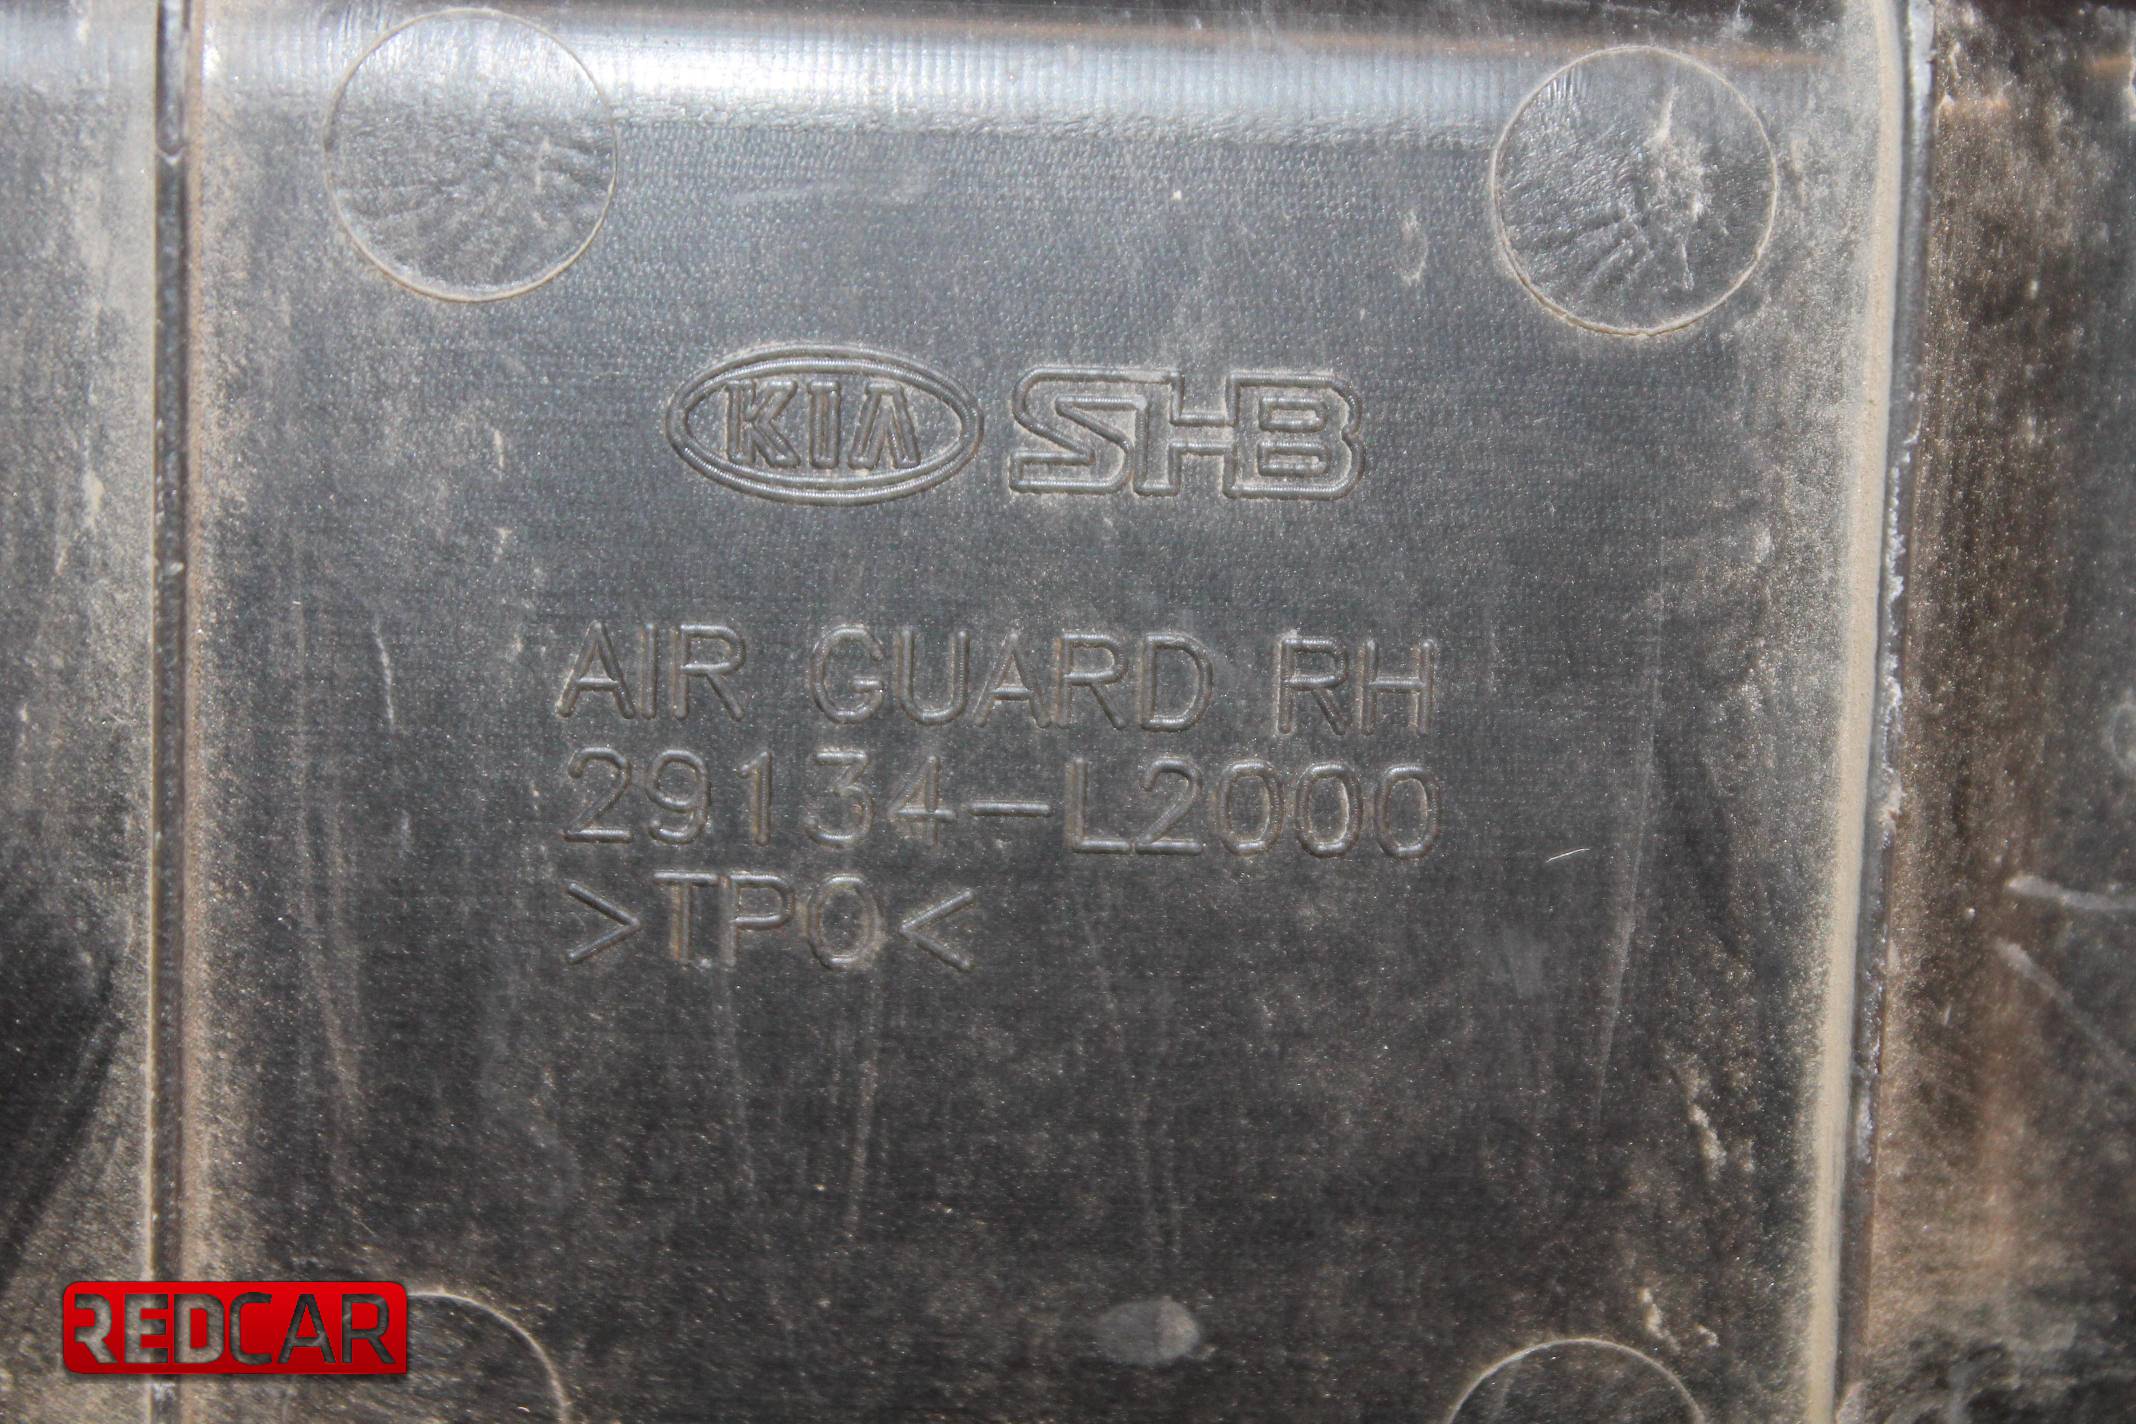 KIA SHB
AIR GUARD RH
29134-L2000
>TPO<
REDCAR